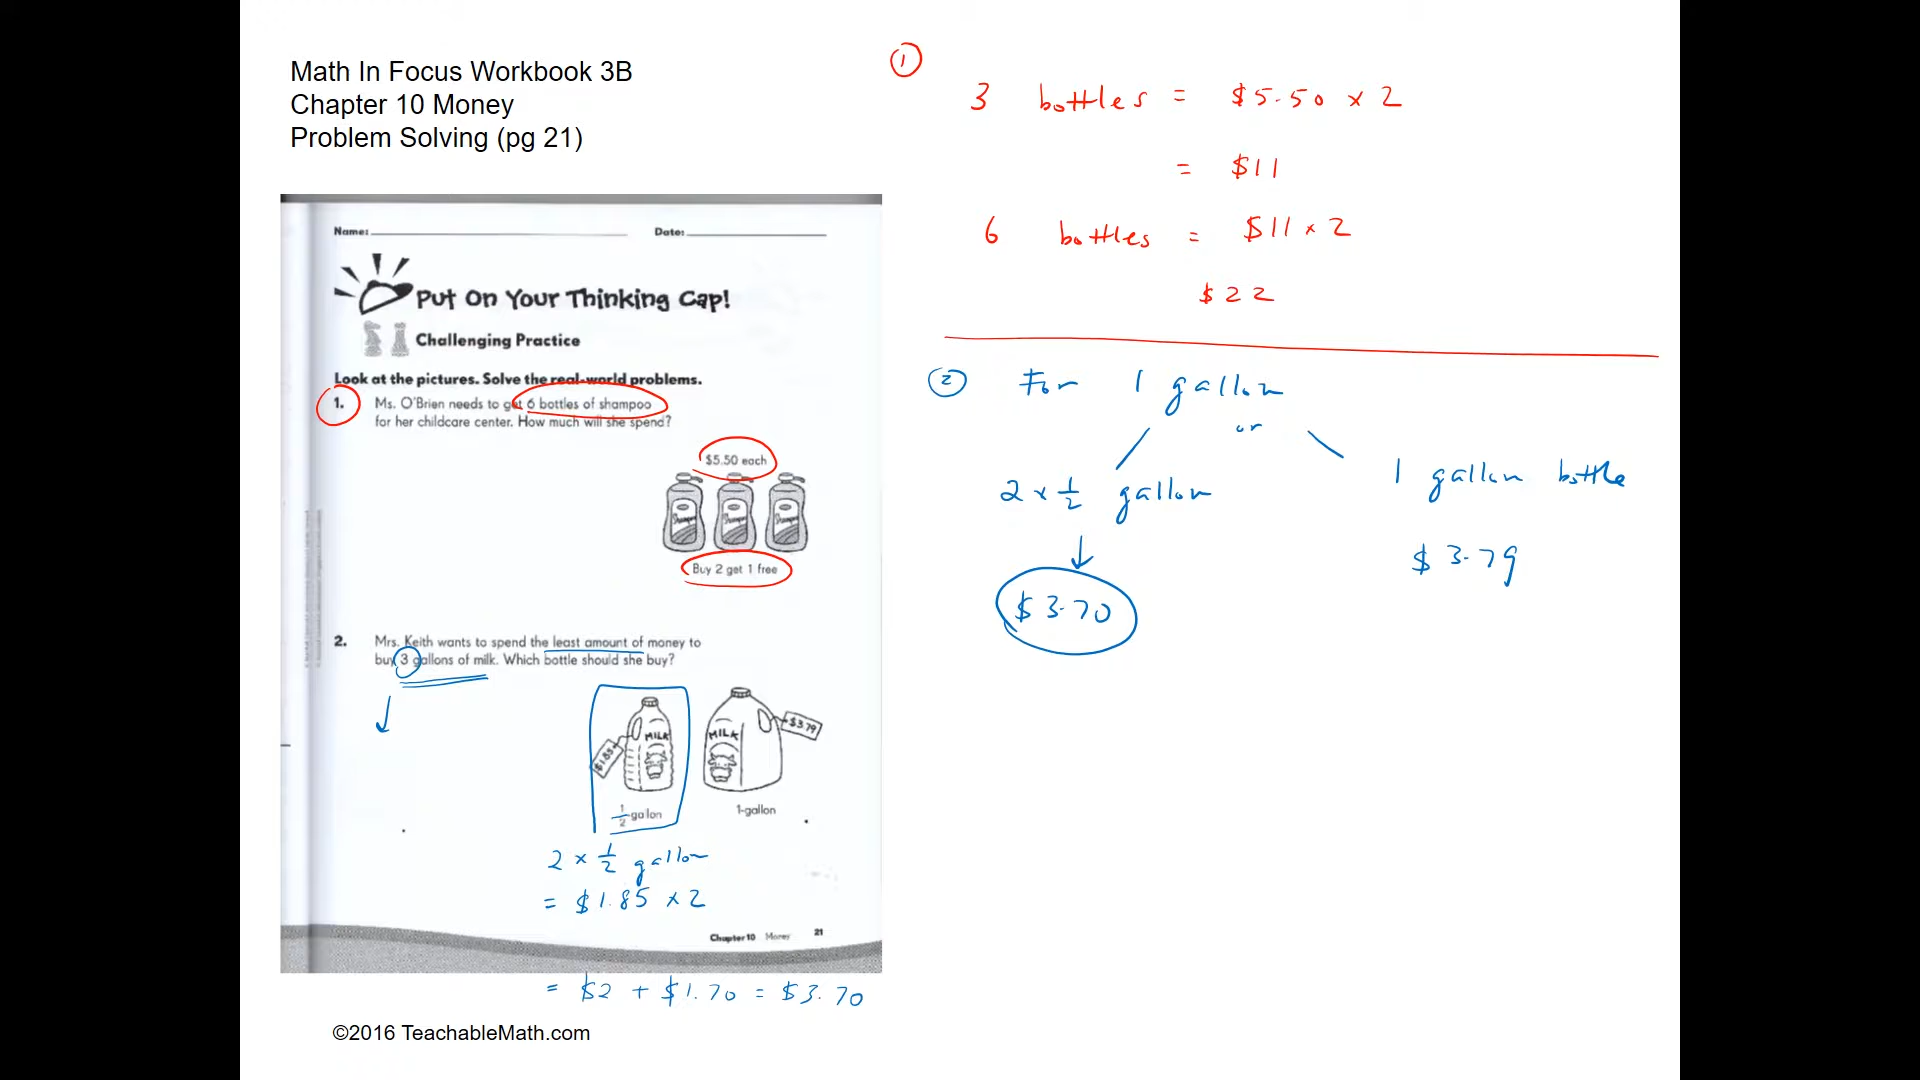 Math In Focus Workbook 3B
Chapter 10 Money
Problem Solving (pg 21)
Name:
Date:
Put On Your Thinking Cap!
Challenging Practice
Look at the pictures. Solve the real-world problems.
1. Ms. O'Brien needs to get 6 bottles of shampoo
for her childcare center. How much will she spend?
$5.50 each
Shampoo
Shampoo
Shampoo
Buy 2 get 1 free
2. Mrs. Keith wants to spend the least amount of money to
buy 3 gallons of milk. Which bottle should she buy?
$1.85
MILK
MILK
$3.79
1/2-gallon
1-gallon
2 × 1/2 gallon
= $1.85 × 2
Chapter 10 Money 21
= $2 + $1.70 = $3.70
©2016 TeachableMath.com
1
3 bottles = $5.50 × 2
= $11
6 bottles = $11 × 2
$22
2 For 1 gallon
or
2 × 1/2 gallon
1 gallon bottle
$3.70
$3.79